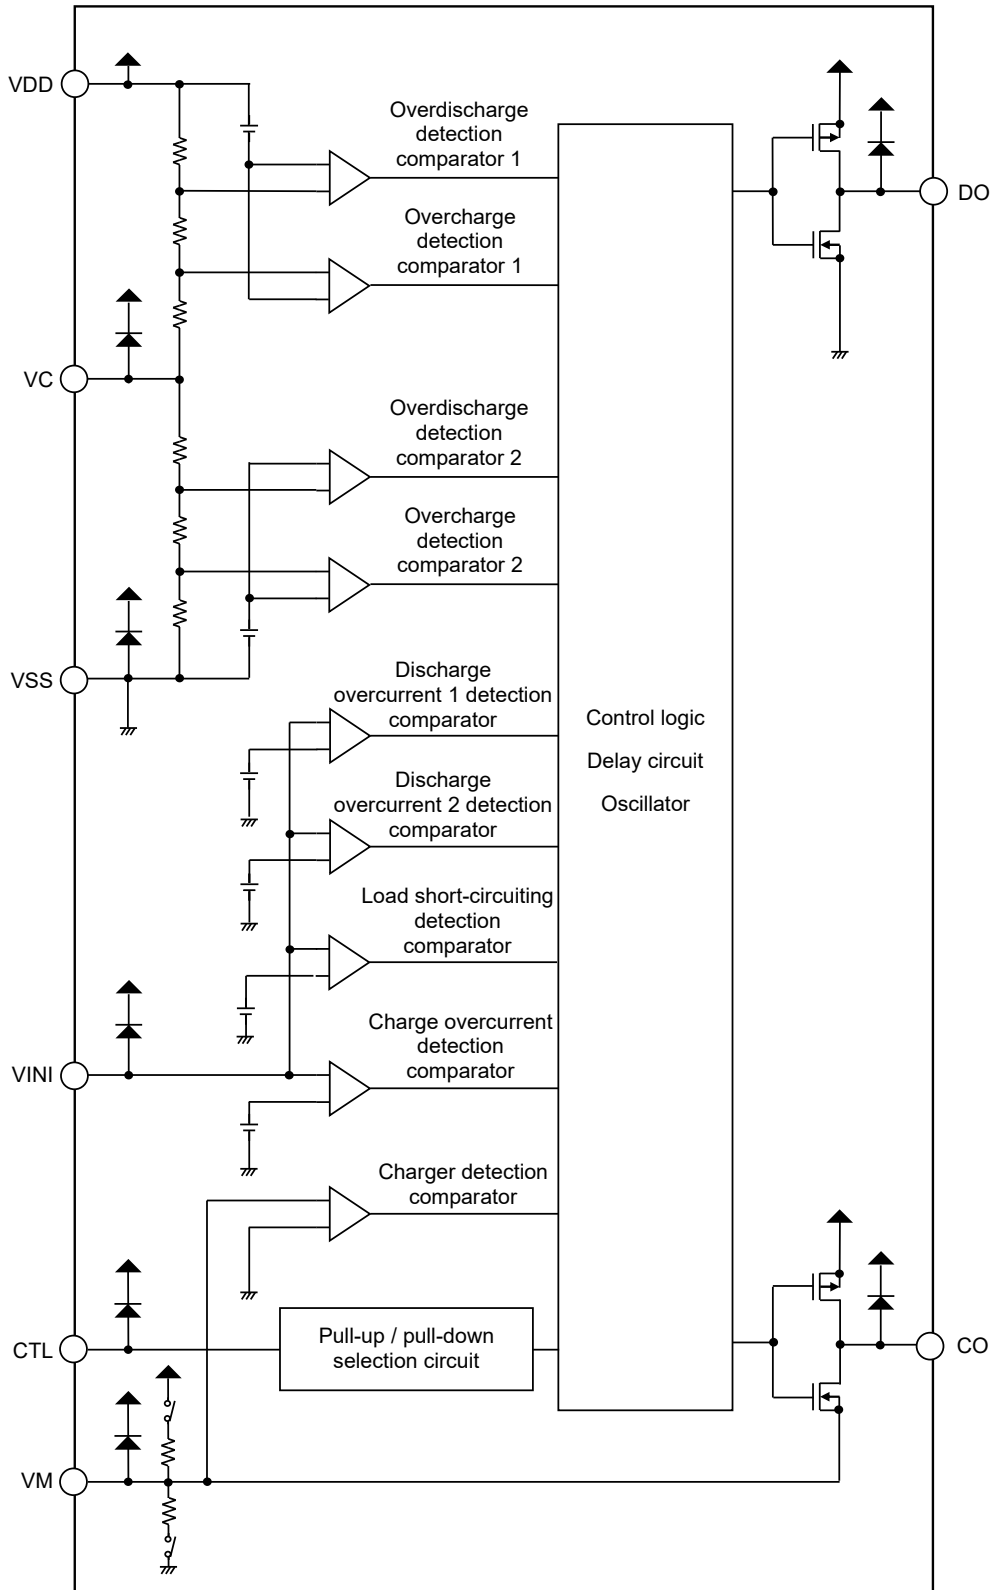 VDD
Overdischarge
detection
comparator 1
DO
Overcharge
detection
comparator 1
VC
Overdischarge
detection
comparator 2
Overcharge
detection
comparator 2
VSS
Discharge
overcurrent 1 detection
comparator
Control logic
Delay circuit
Oscillator
Discharge
overcurrent 2 detection
comparator
Load short-circuiting
detection
comparator
Charge overcurrent
detection
comparator
VINI
Charger detection
comparator
CTL
Pull-up / pull-down
selection circuit
CO
VM